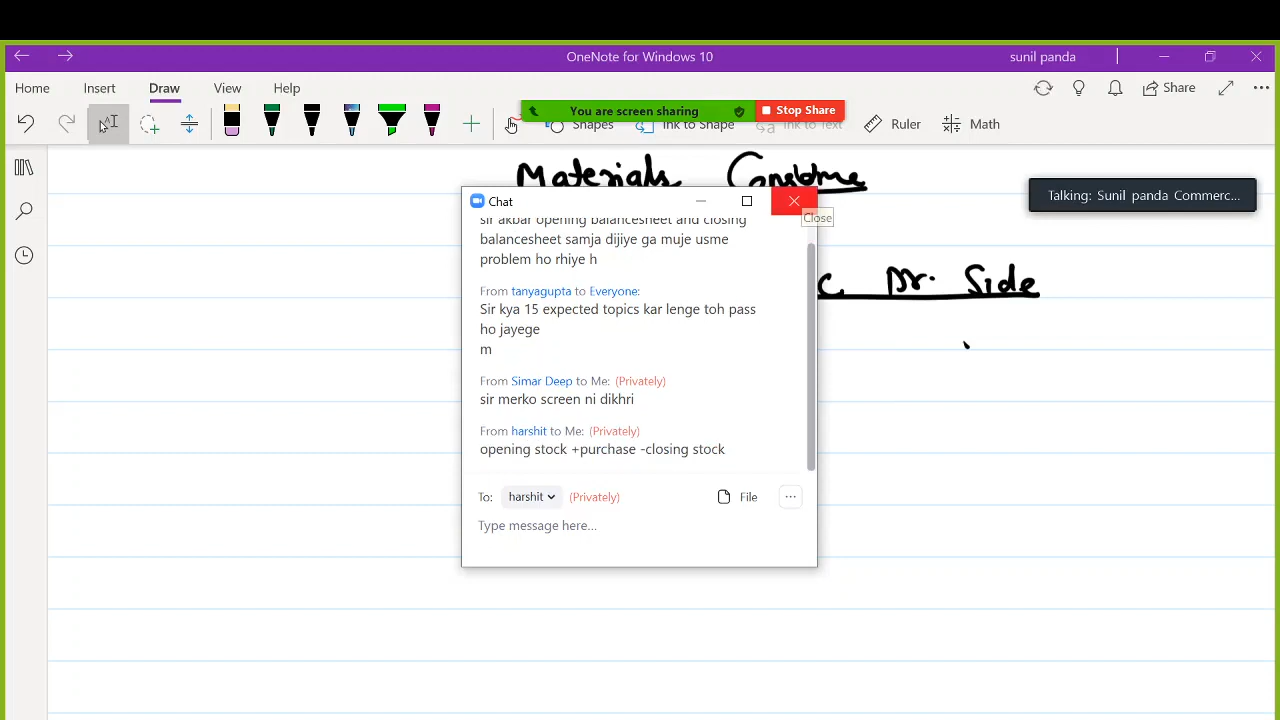 OneNote for Windows 10
sunil panda
Home Insert Draw View Help
Share
You are screen sharing
Stop Share
Shapes
Ink to Shape
Ink to Text
Ruler
Math
Materials
Talking: Sunil panda Commerc...
Chat
Close
sir akbar opening balancesheet and closing
balancesheet samja dijiye ga muje usme
problem ho rhiye h
From tanyagupta to Everyone:
Sir kya 15 expected topics kar lenge toh pass
ho jayege
m
From Simar Deep to Me: (Privately)
sir merko screen ni dikhri
From harshit to Me: (Privately)
opening stock +purchase -closing stock
To: harshit (Privately)
File
Type message here...
c Dr. Side